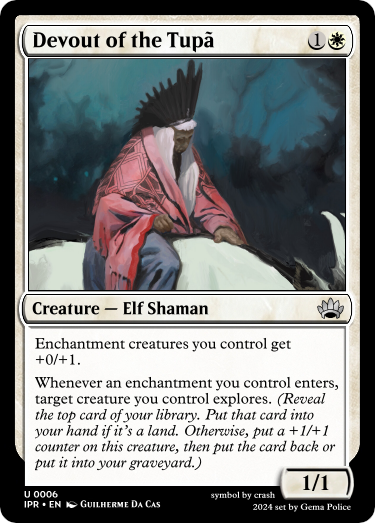 Devout of the Tupã 1
Creature — Elf Shaman
Enchantment creatures you control get
+0/+1.
Whenever an enchantment you control enters,
target creature you control explores. (Reveal
the top card of your library. Put that card into
your hand if it's a land. Otherwise, put a +1/+1
counter on this creature, then put the card back or
put it into your graveyard.)
1/1
U 0006
IPR • EN Guilherme Da Cas
symbol by crash
2024 set by Gema Police